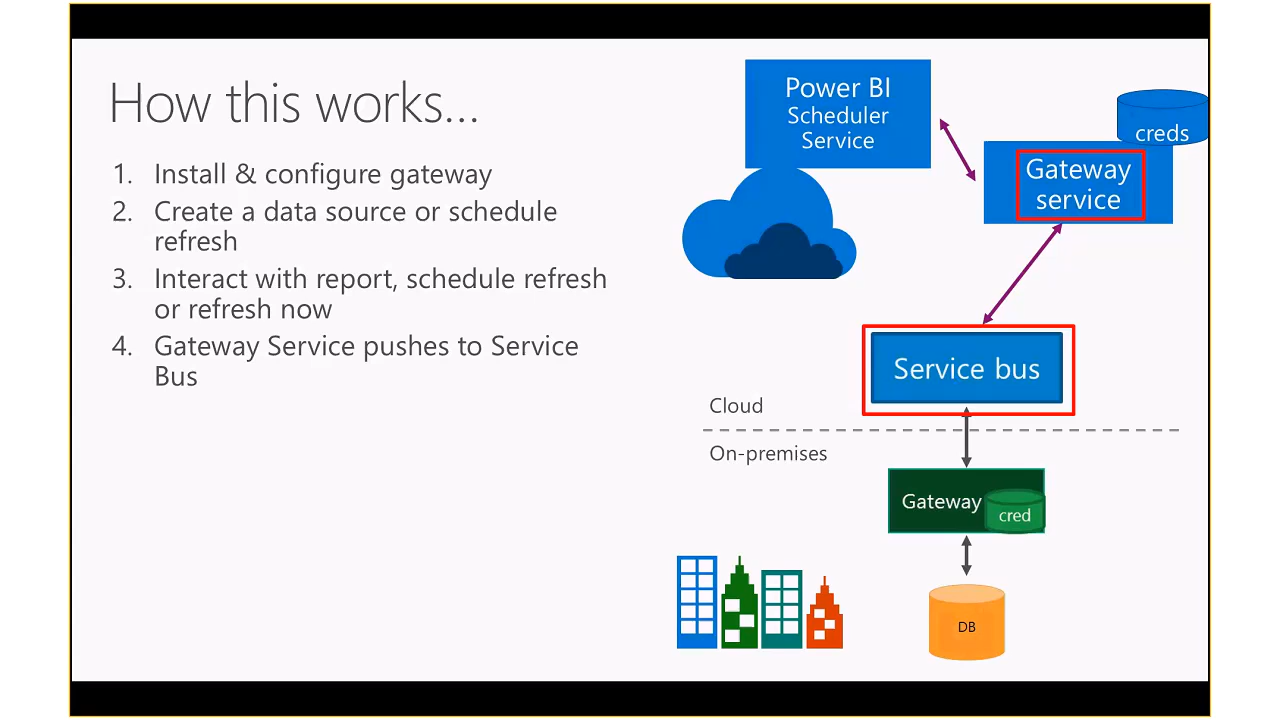 How this works...
1. Install & configure gateway
2. Create a data source or schedule
refresh
3. Interact with report, schedule refresh
or refresh now
4. Gateway Service pushes to Service
Bus
Power BI
Scheduler
Service
creds
Gateway
service
Service bus
Cloud
On-premises
Gateway
cred
DB